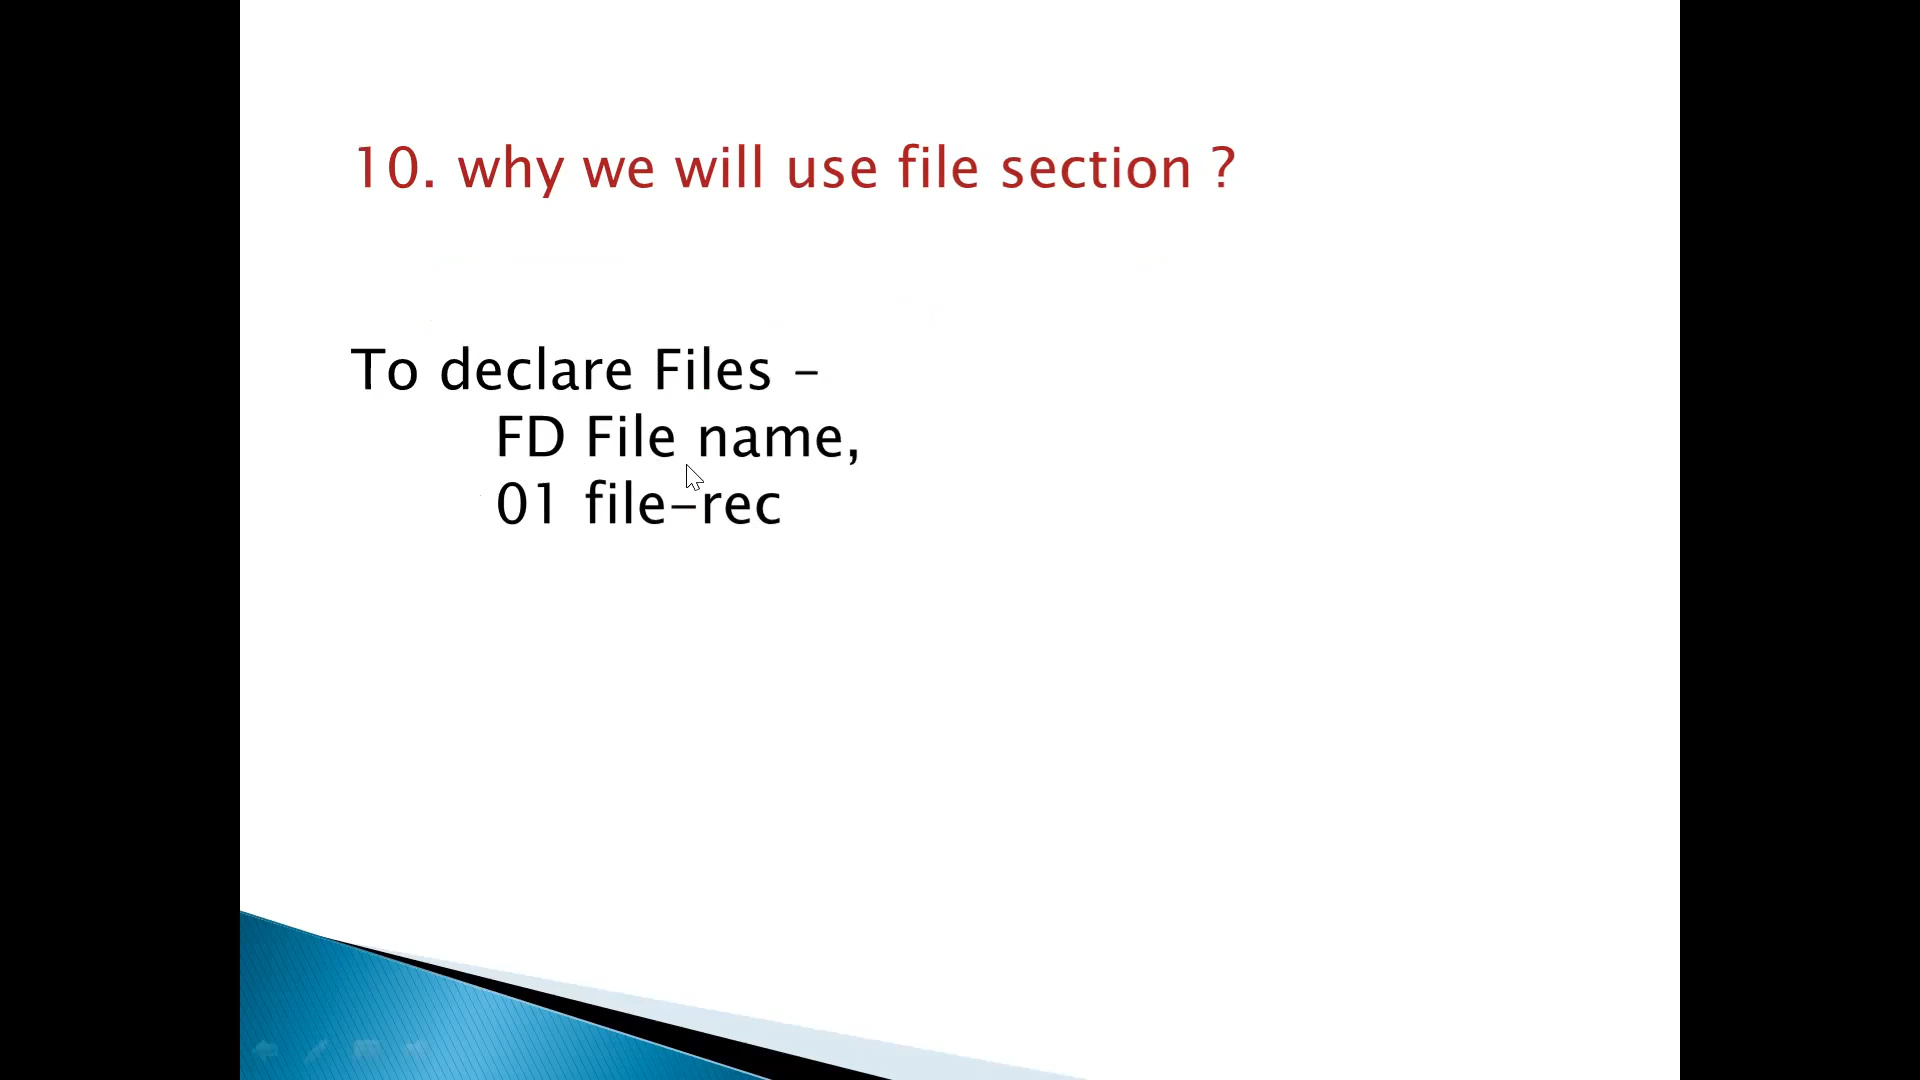 10. why we will use file section ?
To declare Files –
FD File name,
01 file-rec